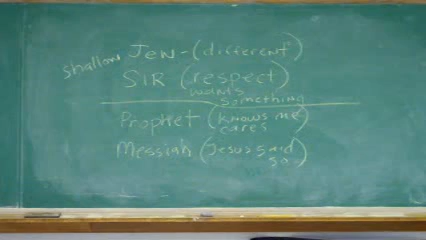 shallow Jew - (different)
SIR (respect)
wants
something
Prophet (knows me
cares)
Messiah (Jesus said
so)